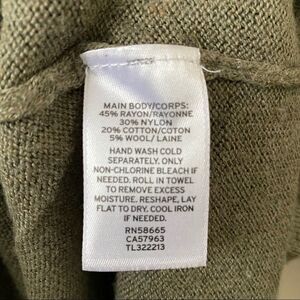 MAIN BODY/CORPS:
45% RAYON/RAYONNE
30% NYLON
20% COTTON/COTON
5% WOOL/ LAINE
HAND WASH COLD
SEPARATELY. ONLY
NON-CHLORINE BLEACH IF
NEEDED. ROLL IN TOWEL
TO REMOVE EXCESS
MOISTURE. RESHAPE, LAY
FLAT TO DRY. COOL IRON
IF NEEDED.
RN58665
CA57963
TL322213